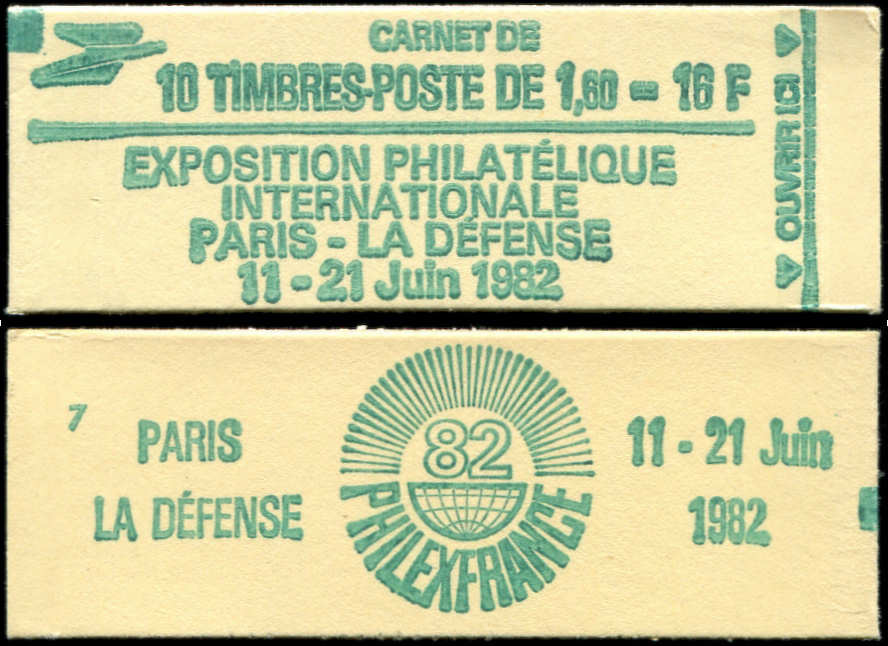 CARNET DE
10 TIMBRES-POSTE DE 1,60 = 16 F
EXPOSITION PHILATÉLIQUE
INTERNATIONALE
PARIS - LA DÉFENSE
11 - 21 Juin 1982
OUVRIR ICI
7
PARIS
LA DÉFENSE
82
PHILEXFRANCE
11 - 21 Juin
1982